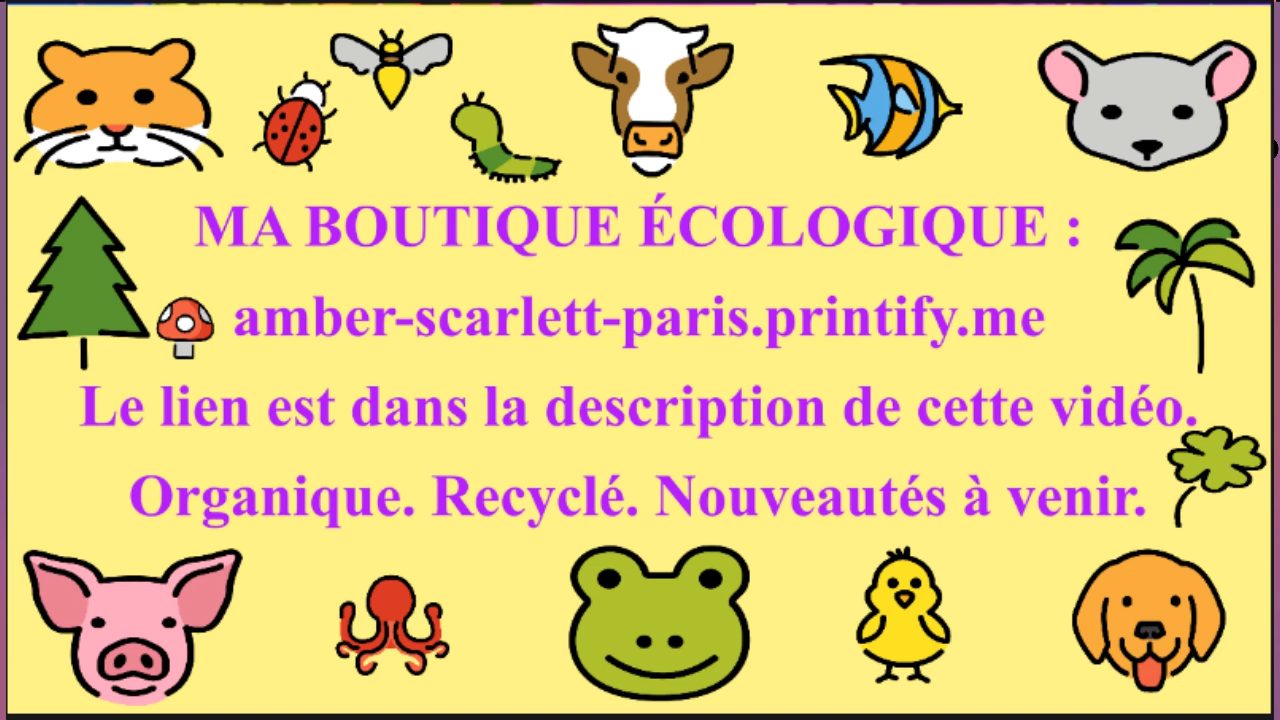 MA BOUTIQUE ÉCOLOGIQUE :
amber-scarlett-paris.printify.me
Le lien est dans la description de cette vidéo.
Organique. Recyclé. Nouveautés à venir.